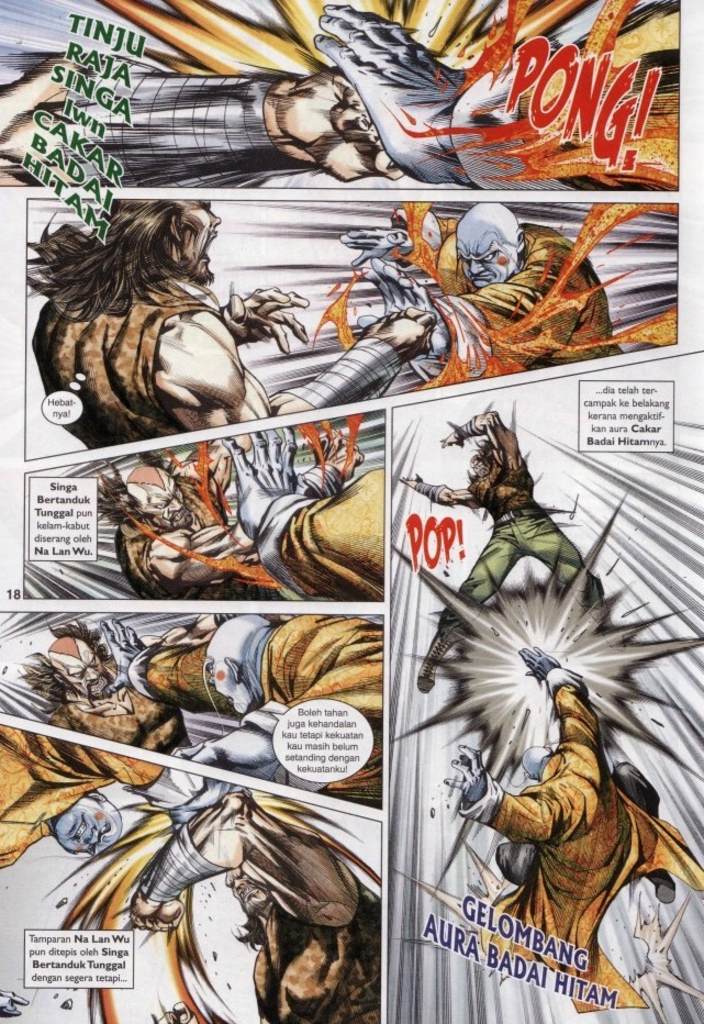 TINJU
RAJA
SINGA
lwn
CAKAR
BADAI
HITAM
PONG!
Hebat-
nya!
Singa
Bertanduk
Tunggal pun
kelam-kabut
diserang oleh
Na Lan Wu.
18
Boleh tahan
juga kehandalan
kau tetapi kekuatan
kau masih belum
setanding dengan
kekuatanku!
Tamparan Na Lan Wu
pun ditepis oleh Singa
Bertanduk Tunggal
dengan segera tetapi...
...dia telah ter-
campak ke belakang
kerana mengaktif-
kan aura Cakar
Badai Hitamnya.
POP!
GELOMBANG
AURA BADAI HITAM